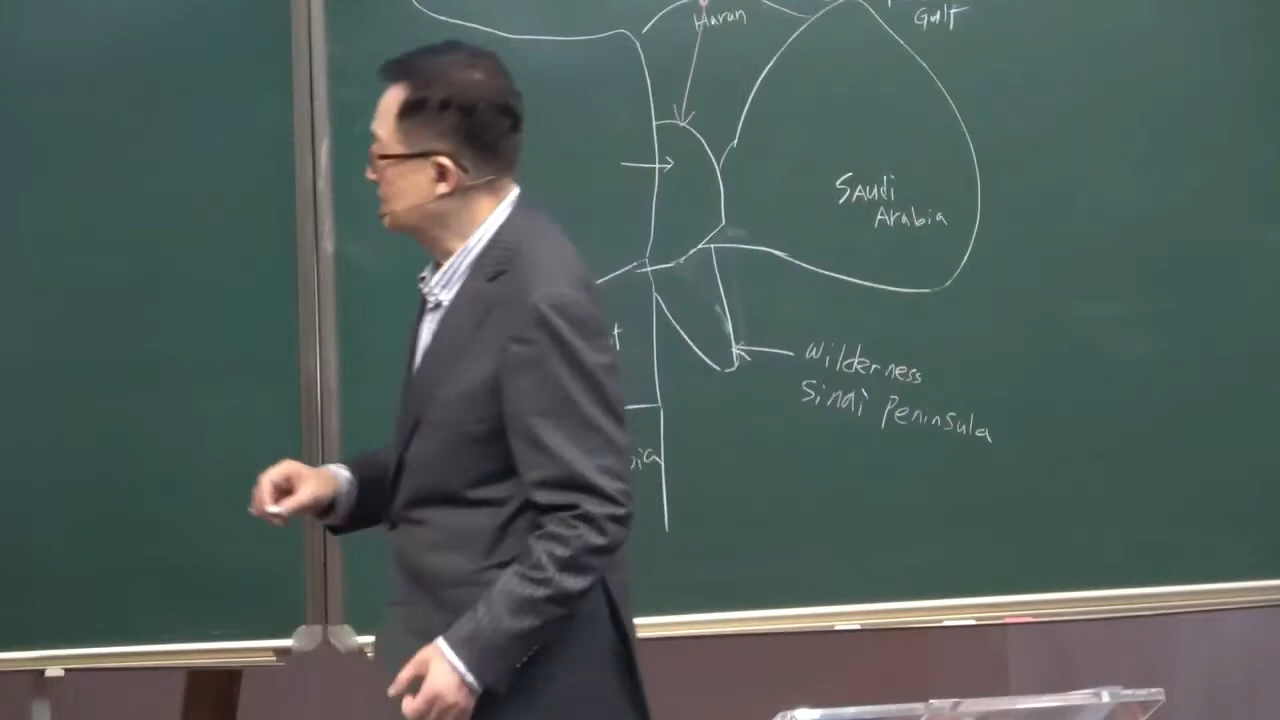 Haran
Gulf
Saudi
Arabia
Wilderness
Sinai Peninsula